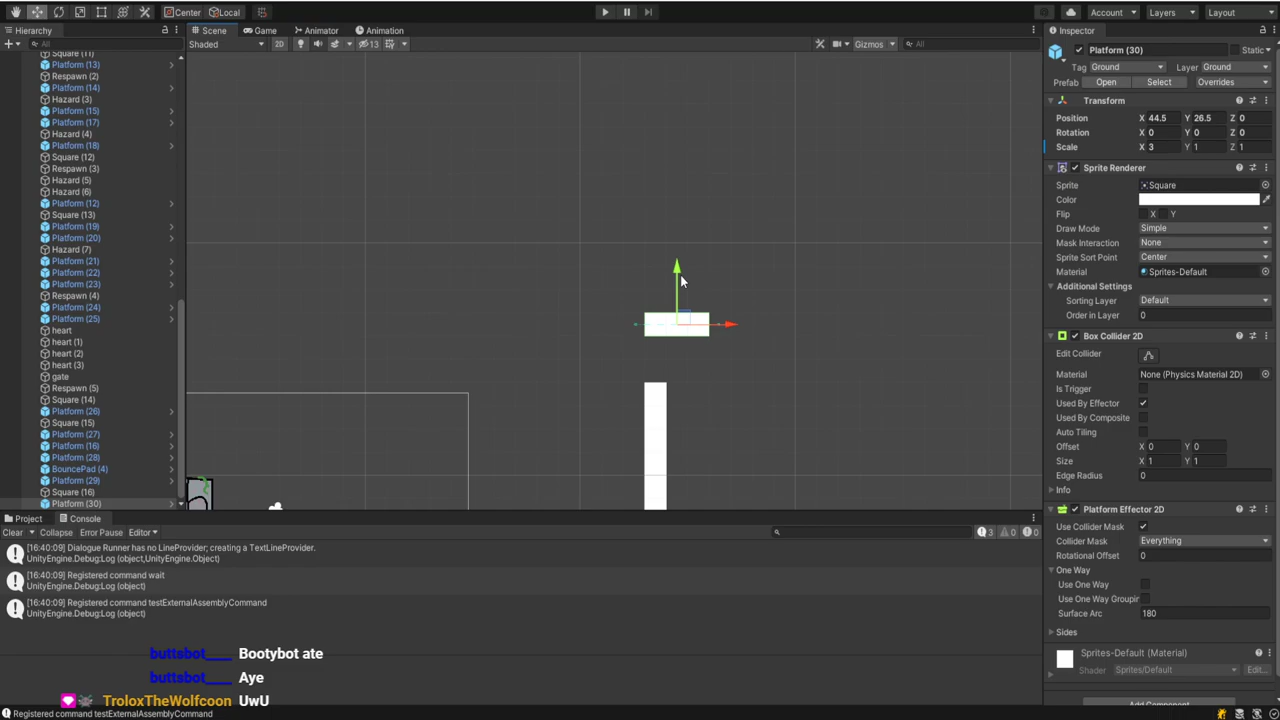 Center Local Account Layers Layout
Hierarchy Scene Game Animator Animation Inspector
All Shaded 2D 13 Gizmos All
Platform (30) Static
Tag Ground Layer Ground
Prefab Open Select Overrides
Transform
Position X 44.5 Y 26.5 Z 0
Rotation X 0 Y 0 Z 0
Scale X 3 Y 1 Z 1
Sprite Renderer
Sprite Square
Color
Flip X Y
Draw Mode Simple
Mask Interaction None
Sprite Sort Point Center
Material Sprites-Default
Additional Settings
Sorting Layer Default
Order in Layer 0
Box Collider 2D
Edit Collider
Material None (Physics Material 2D)
Is Trigger
Used By Effector
Used By Composite
Auto Tiling
Offset X 0 Y 0
Size X 1 Y 1
Edge Radius 0
Info
Platform Effector 2D
Use Collider Mask
Collider Mask Everything
Rotational Offset 0
One Way
Use One Way
Use One Way Groupin
Surface Arc 180
Sides
Sprites-Default (Material)
Shader Sprites/Default Edit...
Add Component
Square (11)
Platform (13)
Respawn (2)
Platform (14)
Hazard (3)
Platform (15)
Platform (17)
Hazard (4)
Platform (18)
Square (12)
Respawn (3)
Hazard (5)
Hazard (6)
Platform (12)
Square (13)
Platform (19)
Platform (20)
Hazard (7)
Platform (21)
Platform (22)
Platform (23)
Respawn (4)
Platform (24)
Platform (25)
heart
heart (1)
heart (2)
heart (3)
gate
Respawn (5)
Square (14)
Platform (26)
Square (15)
Platform (27)
Platform (16)
Platform (28)
BouncePad (4)
Platform (29)
Square (16)
Platform (30)
Project Console
Clear Collapse Error Pause Editor 3 0 0
[16:40:09] Dialogue Runner has no LineProvider; creating a TextLineProvider.
UnityEngine.Debug:Log (object,UnityEngine.Object)
[16:40:09] Registered command wait
UnityEngine.Debug:Log (object)
[16:40:09] Registered command testExternalAssemblyCommand
UnityEngine.Debug:Log (object)
buttsbot____ Bootybot ate
buttsbot____ Aye
TroloxTheWolfcoon UwU
Registered command testExternalAssemblyCommand